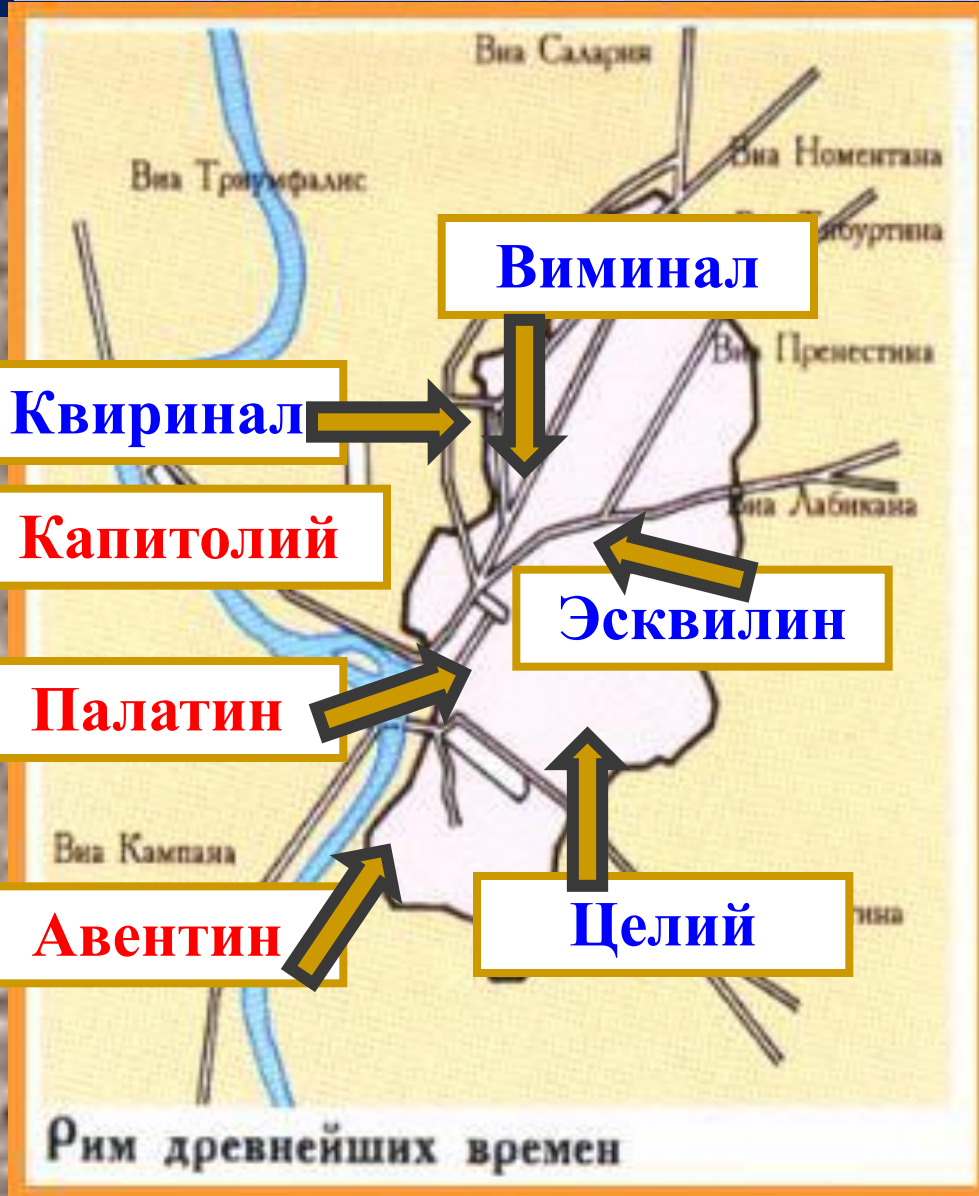 Виа Салария
Виа Номентана
Виа Триумфалис
Виминал
Виа Пренестина
Квиринал
Виа Лабикана
Капитолий
Эсквилин
Палатин
Виа Кампана
Авентин
Целий
Рим древнейших времен